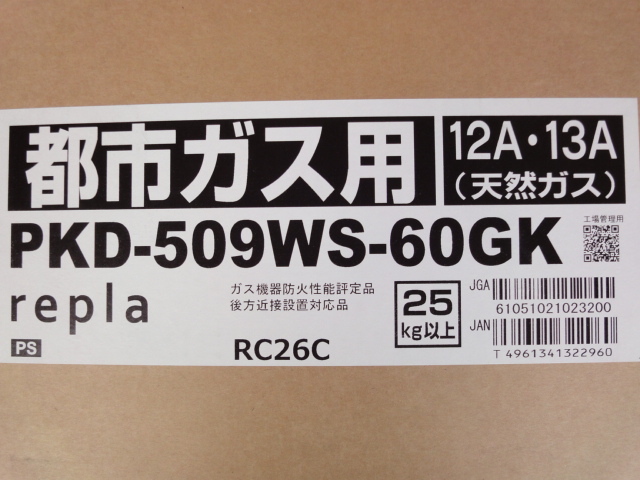 都市ガス用
12A・13A
(天然ガス)
PKD-509WS-60GK
工場管理用
repla
ガス機器防火性能評定品
後方近接設置対応品
25
kg以上
JGA
61051021023200
JAN
T 4961341322960
PS
RC26C